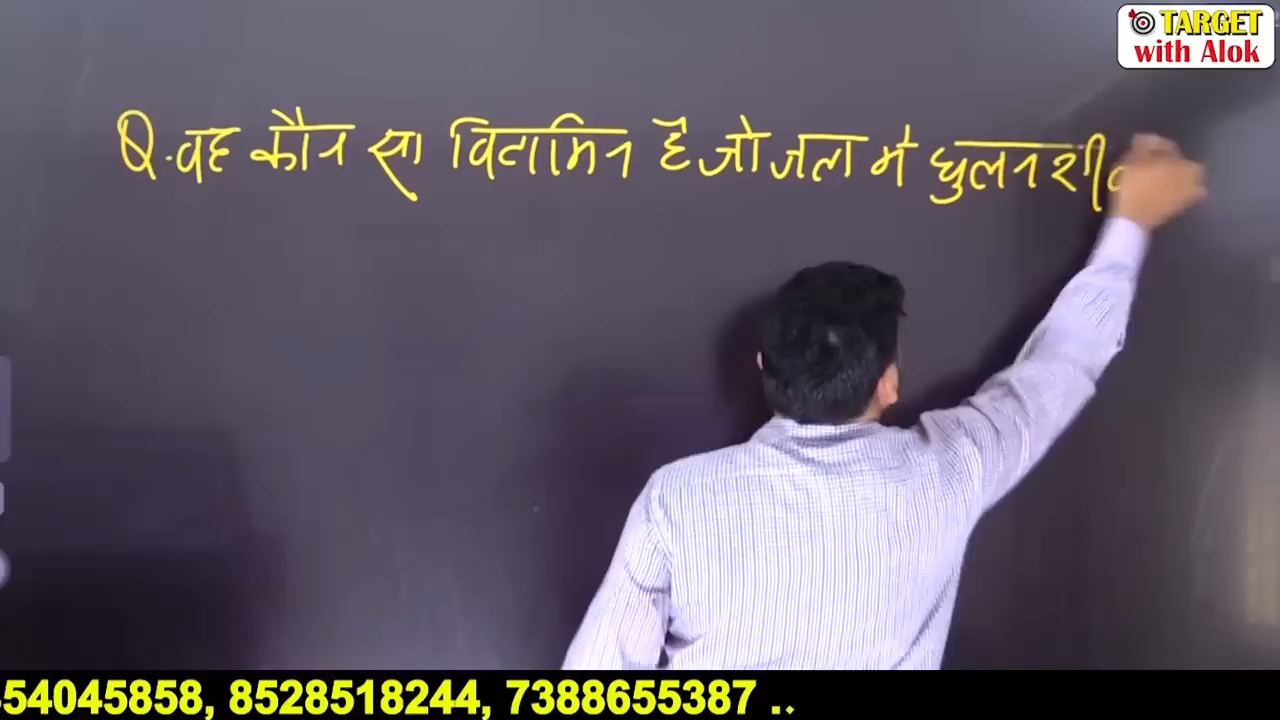 TARGET
with Alok
Q. वह कौन सा विटामिन है जो जल मे घुलनशी
54045858, 8528518244, 7388655387 ..